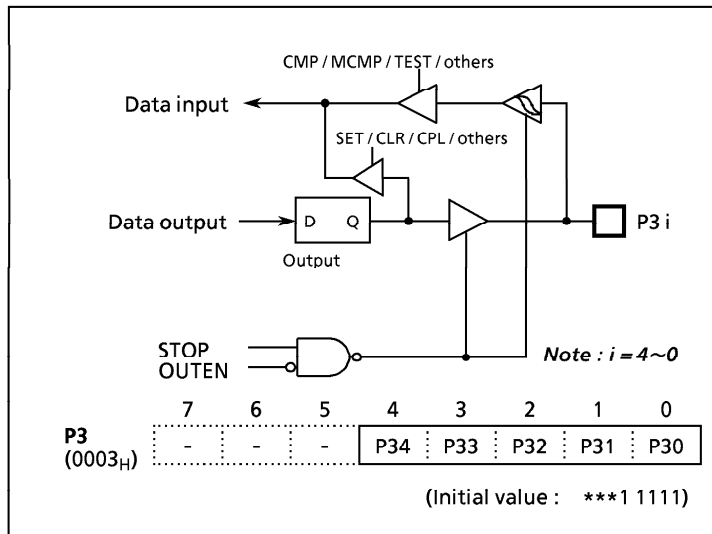 CMP / MCMP / TEST / others
Data input
SET / CLR / CPL / others
Data output
D Q
P3 i
Output
STOP
OUTEN
Note : i = 4~0
7 6 5 4 3 2 1 0
P3
(0003H)
- - - P34 P33 P32 P31 P30
(Initial value : ***1 1111)